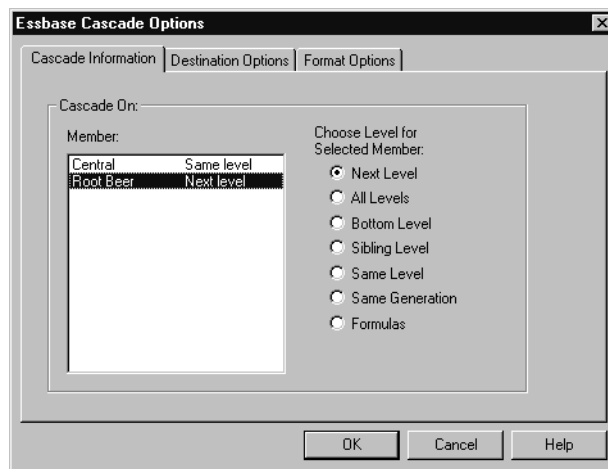 Essbase Cascade Options
Cascade Information Destination Options Format Options
Cascade On:
Member:
Central Same level
Root Beer Next level
Choose Level for
Selected Member:
Next Level
All Levels
Bottom Level
Sibling Level
Same Level
Same Generation
Formulas
OK Cancel Help